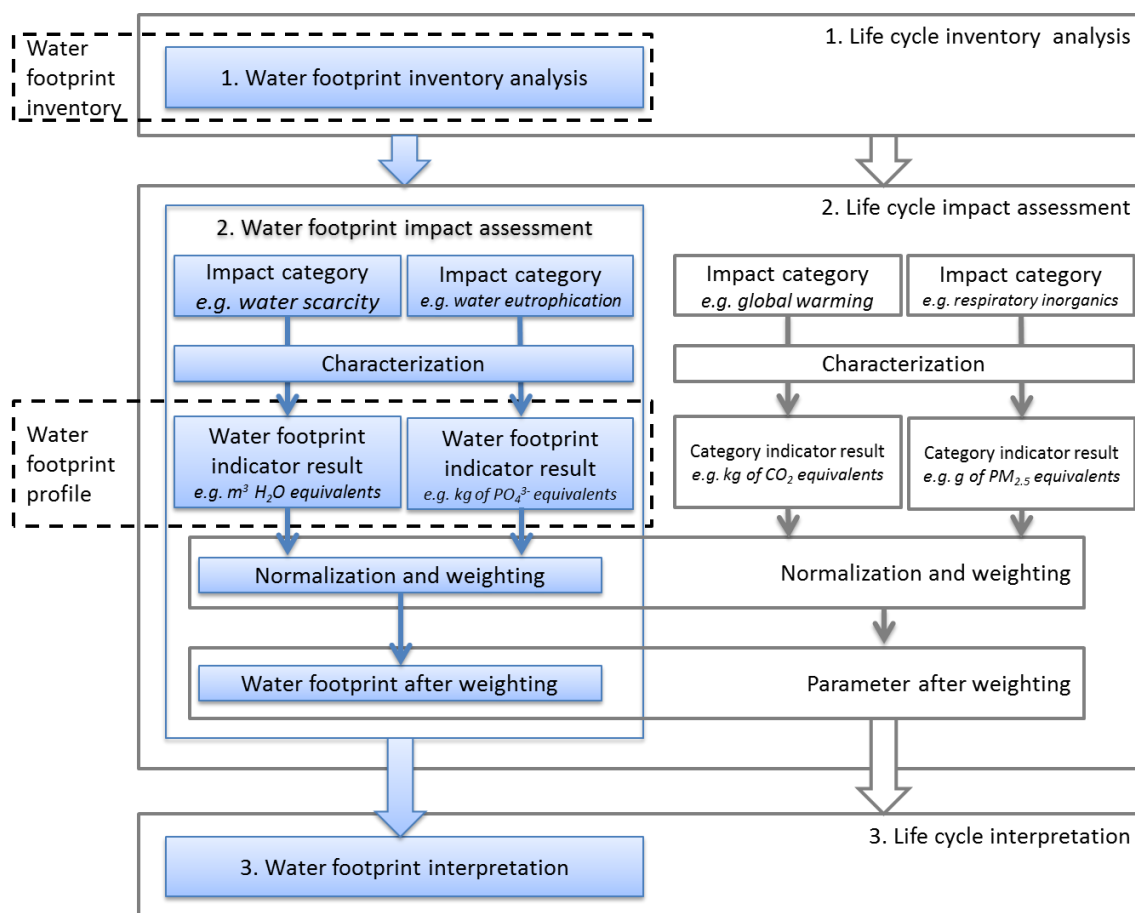 1. Life cycle inventory analysis
Water
footprint
inventory
1. Water footprint inventory analysis
2. Life cycle impact assessment
2. Water footprint impact assessment
Impact category
e.g. water scarcity
Impact category
e.g. water eutrophication
Impact category
e.g. global warming
Impact category
e.g. respiratory inorganics
Characterization
Characterization
Water
footprint
profile
Water footprint
indicator result
e.g. m³ H₂O equivalents
Water footprint
indicator result
e.g. kg of PO₄³⁻ equivalents
Category indicator result
e.g. kg of CO₂ equivalents
Category indicator result
e.g. g of PM₂.₅ equivalents
Normalization and weighting
Normalization and weighting
Water footprint after weighting
Parameter after weighting
3. Life cycle interpretation
3. Water footprint interpretation